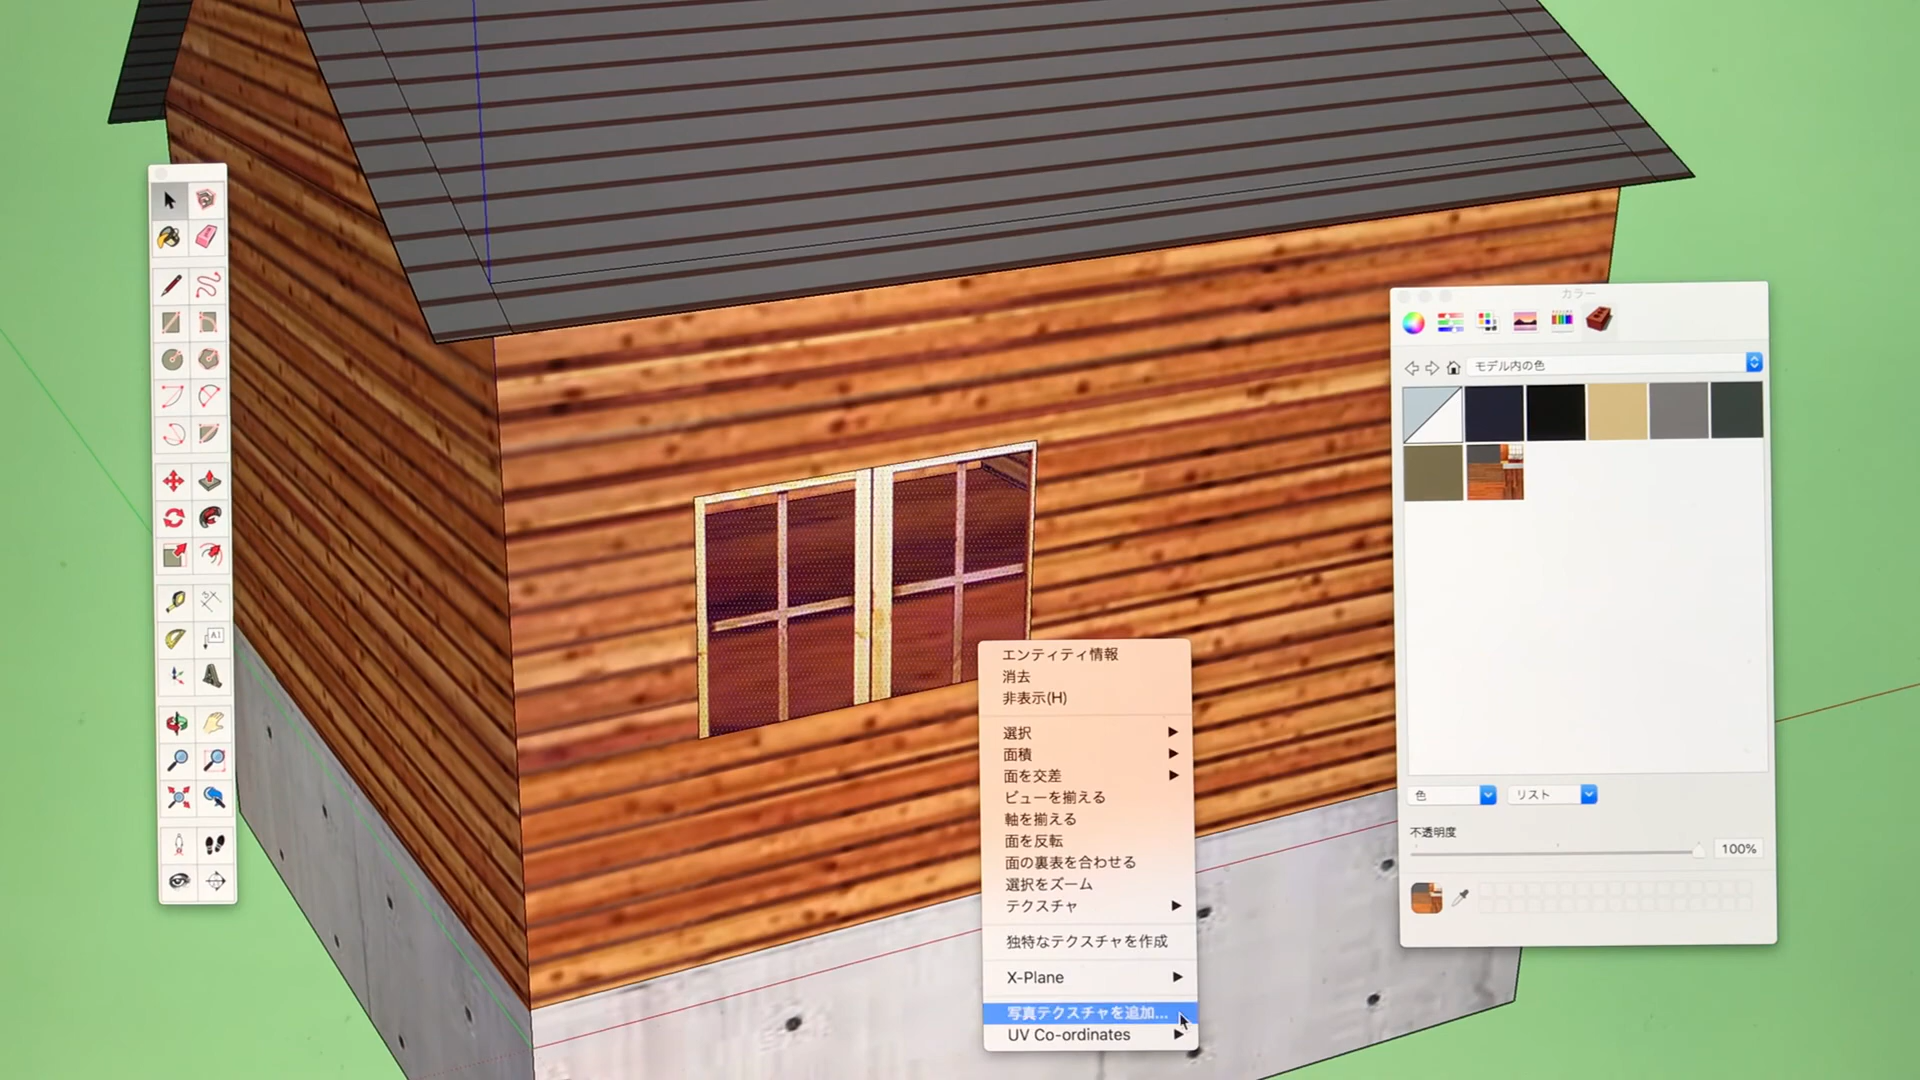 カラー
モデル内の色
エンティティ情報
消去
非表示(H)
選択
面積
面を交差
ビューを揃える
軸を揃える
面を反転
面の裏表を合わせる
選択をズーム
テクスチャ
独特なテクスチャを作成
X-Plane
写真テクスチャを追加...
UV Co-ordinates
色
リスト
不透明度
100%